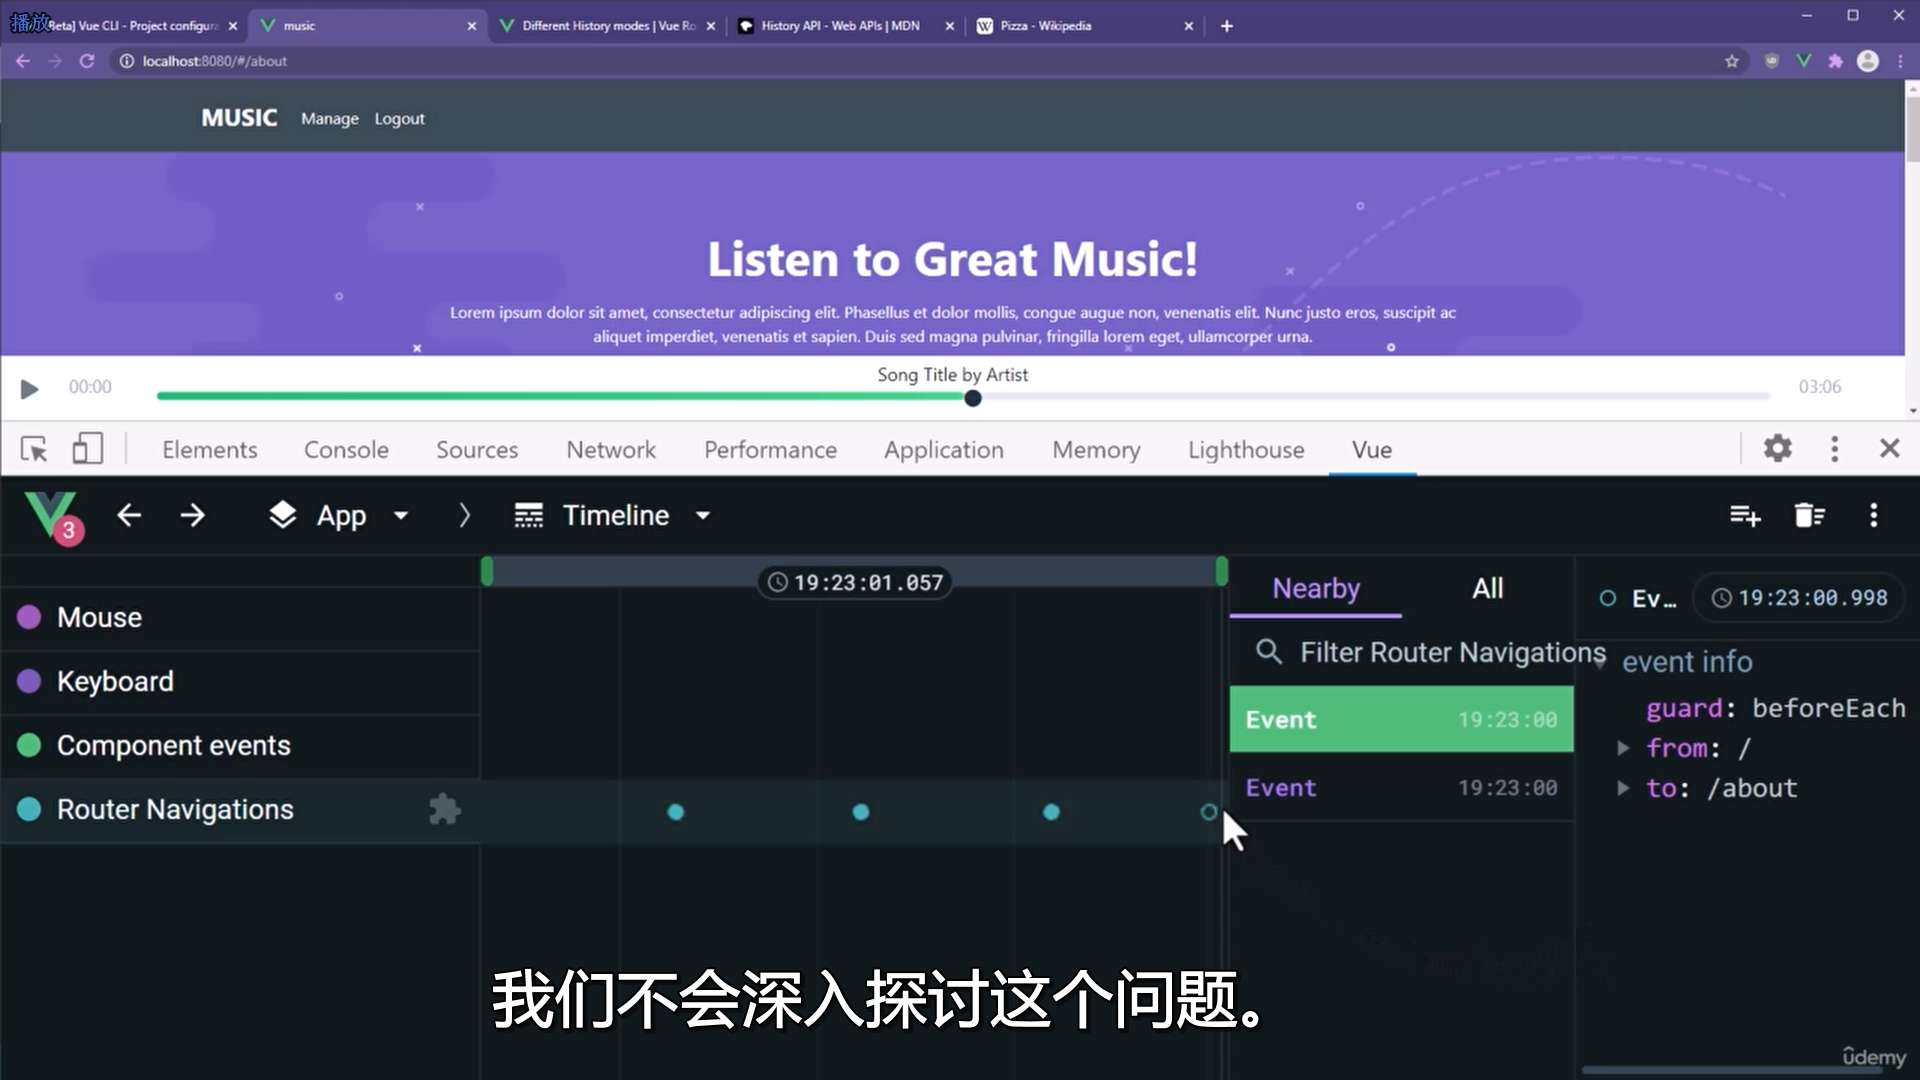 播放
Beta] Vue CLI - Project configura
music
Different History modes | Vue Ro
History API - Web APIs | MDN
Pizza - Wikipedia
localhost:8080/#/about
MUSIC
Manage
Logout
Listen to Great Music!
Lorem ipsum dolor sit amet, consectetur adipiscing elit. Phasellus et dolor mollis, congue augue non, venenatis elit. Nunc justo eros, suscipit ac
aliquet imperdiet, venenatis et sapien. Duis sed magna pulvinar, fringilla lorem eget, ullamcorper urna.
Song Title by Artist
00:00
03:06
Elements
Console
Sources
Network
Performance
Application
Memory
Lighthouse
Vue
3
App
Timeline
Mouse
Keyboard
Component events
Router Navigations
19:23:01.057
Nearby
All
Filter Router Navigations
Event 19:23:00
Event 19:23:00
Ev... 19:23:00.998
event info
guard: beforeEach
from: /
to: /about
我们不会深入探讨这个问题。
ûdemy